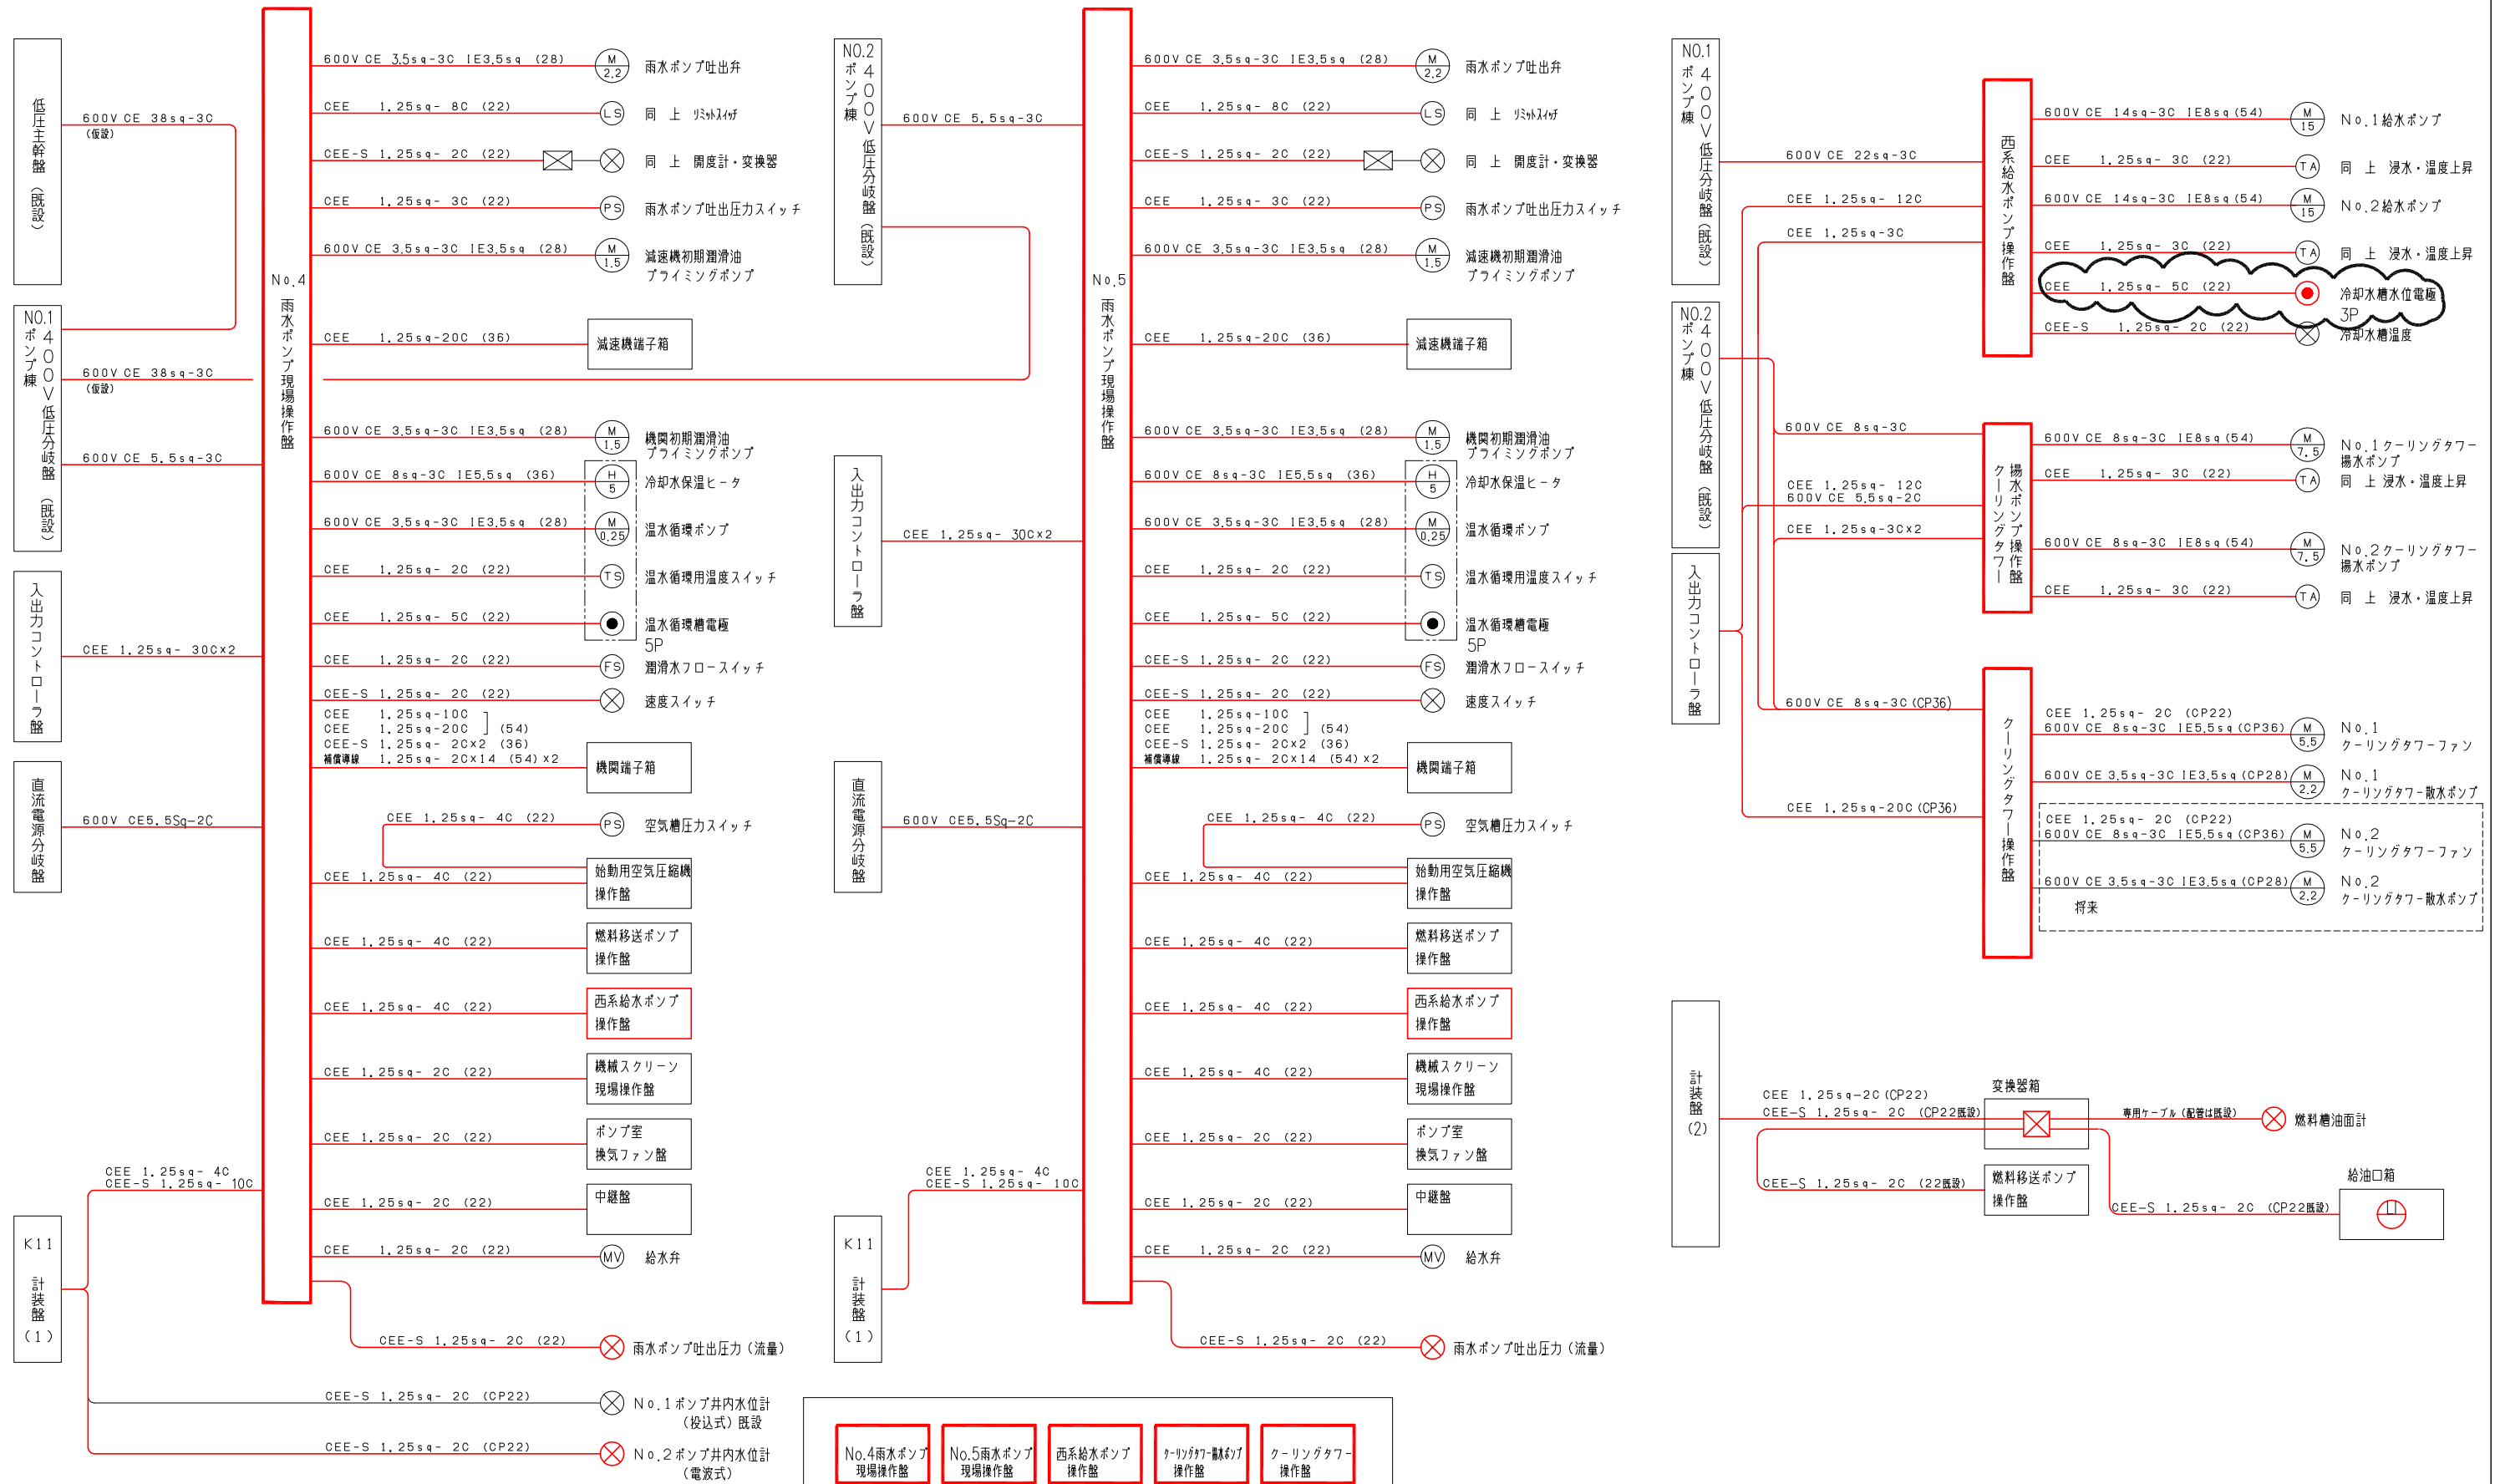 低圧主幹盤（既設）
600V CE 38sq-3C
(仮設)
NO.1
ポンプ棟
400V低圧分岐盤（既設）
600V CE 38sq-3C
(仮設)
600V CE 5.5sq-3C
入出力コントローラ盤
CEE 1.25sq- 30C×2
直流電源分岐盤
600V CE5.5Sq-2C
K11 計装盤(1)
CEE 1.25sq- 4C
CEE-S 1.25sq- 10C
No.4 雨水ポンプ現場操作盤
600V CE 3.5sq-3C IE3.5sq (28) M 2.2 雨水ポンプ吐出弁
CEE 1.25sq- 8C (22) LS 同 上 リミットスイッチ
CEE-S 1.25sq- 2C (22) 同 上 開度計・変換器
CEE 1.25sq- 3C (22) PS 雨水ポンプ吐出圧力スイッチ
600V CE 3.5sq-3C IE3.5sq (28) M 1.5 減速機初期潤滑油
プライミングポンプ
CEE 1.25sq-20C (36) 減速機端子箱
600V CE 3.5sq-3C IE3.5sq (28) M 1.5 機関初期潤滑油
プライミングポンプ
600V CE 8sq-3C IE5.5sq (36) H 5 冷却水保温ヒータ
600V CE 3.5sq-3C IE3.5sq (28) M 0.25 温水循環ポンプ
CEE 1.25sq- 2C (22) TS 温水循環用温度スイッチ
CEE 1.25sq- 5C (22) 温水循環槽電極
5P
CEE 1.25sq- 2C (22) FS 潤滑水フロースイッチ
CEE-S 1.25sq- 2C (22) 速度スイッチ
CEE 1.25sq-10C
CEE 1.25sq-20C (54)
CEE-S 1.25sq- 2C×2 (36)
補償導線 1.25sq- 2C×14 (54)×2 機関端子箱
CEE 1.25sq- 4C (22) PS 空気槽圧力スイッチ
CEE 1.25sq- 4C (22) 始動用空気圧縮機
操作盤
CEE 1.25sq- 4C (22) 燃料移送ポンプ
操作盤
CEE 1.25sq- 4C (22) 西系給水ポンプ
操作盤
CEE 1.25sq- 2C (22) 機械スクリーン
現場操作盤
CEE 1.25sq- 2C (22) ポンプ室
換気ファン盤
CEE 1.25sq- 2C (22) 中継盤
CEE 1.25sq- 2C (22) MV 給水弁
CEE-S 1.25sq- 2C (22) 雨水ポンプ吐出圧力（流量）
CEE-S 1.25sq- 2C (CP22) No.1ポンプ井内水位計
（投込式）既設
CEE-S 1.25sq- 2C (CP22) No.2ポンプ井内水位計
（電波式）
NO.2
ポンプ棟
400V低圧分岐盤（既設）
600V CE 5.5sq-3C
入出力コントローラ盤
CEE 1.25sq- 30C×2
直流電源分岐盤
600V CE5.5Sq-2C
K11 計装盤(1)
CEE 1.25sq- 4C
CEE-S 1.25sq- 10C
No.5 雨水ポンプ現場操作盤
600V CE 3.5sq-3C IE3.5sq (28) M 2.2 雨水ポンプ吐出弁
CEE 1.25sq- 8C (22) LS 同 上 リミットスイッチ
CEE-S 1.25sq- 2C (22) 同 上 開度計・変換器
CEE 1.25sq- 3C (22) PS 雨水ポンプ吐出圧力スイッチ
600V CE 3.5sq-3C IE3.5sq (28) M 1.5 減速機初期潤滑油
プライミングポンプ
CEE 1.25sq-20C (36) 減速機端子箱
600V CE 3.5sq-3C IE3.5sq (28) M 1.5 機関初期潤滑油
プライミングポンプ
600V CE 8sq-3C IE5.5sq (36) H 5 冷却水保温ヒータ
600V CE 3.5sq-3C IE3.5sq (28) M 0.25 温水循環ポンプ
CEE 1.25sq- 2C (22) TS 温水循環用温度スイッチ
CEE 1.25sq- 5C (22) 温水循環槽電極
5P
CEE-S 1.25sq- 2C (22) FS 潤滑水フロースイッチ
CEE-S 1.25sq- 2C (22) 速度スイッチ
CEE 1.25sq-10C
CEE 1.25sq-20C (54)
CEE-S 1.25sq- 2C×2 (36)
補償導線 1.25sq- 2C×14 (54)×2 機関端子箱
CEE 1.25sq- 4C (22) PS 空気槽圧力スイッチ
CEE 1.25sq- 4C (22) 始動用空気圧縮機
操作盤
CEE 1.25sq- 4C (22) 燃料移送ポンプ
操作盤
CEE 1.25sq- 4C (22) 西系給水ポンプ
操作盤
CEE 1.25sq- 4C (22) 機械スクリーン
現場操作盤
CEE 1.25sq- 2C (22) ポンプ室
換気ファン盤
CEE 1.25sq- 2C (22) 中継盤
CEE 1.25sq- 2C (22) MV 給水弁
CEE-S 1.25sq- 2C (22) 雨水ポンプ吐出圧力（流量）
No.4雨水ポンプ
現場操作盤
No.5雨水ポンプ
現場操作盤
西系給水ポンプ
操作盤
クーリングタワー揚水ポンプ
操作盤
クーリングタワー
操作盤
NO.1
ポンプ棟
400V低圧分岐盤（既設）
NO.2
ポンプ棟
400V低圧分岐盤（既設）
入出力コントローラ盤
600V CE 22sq-3C
CEE 1.25sq- 12C
CEE 1.25sq-3C
西系給水ポンプ操作盤
600V CE 14sq-3C IE8sq(54) M 15 No.1給水ポンプ
CEE 1.25sq- 3C (22) TA 同 上 浸水・温度上昇
600V CE 14sq-3C IE8sq(54) M 15 No.2給水ポンプ
CEE 1.25sq- 3C (22) TA 同 上 浸水・温度上昇
CEE 1.25sq- 5C (22) 冷却水槽水位電極
3P
CEE-S 1.25sq- 2C (22) 冷却水槽温度
600V CE 8sq-3C
CEE 1.25sq- 12C
600V CE 5.5sq-2C
CEE 1.25sq-3C×2
クーリングタワー
揚水ポンプ操作盤
600V CE 8sq-3C IE8sq(54) M 7.5 No.1クーリングタワー
揚水ポンプ
CEE 1.25sq- 3C (22) TA 同 上 浸水・温度上昇
600V CE 8sq-3C IE8sq(54) M 7.5 No.2クーリングタワー
揚水ポンプ
CEE 1.25sq- 3C (22) TA 同 上 浸水・温度上昇
600V CE 8sq-3C(CP36)
CEE 1.25sq-20C(CP36)
クーリングタワー操作盤
CEE 1.25sq- 2C (CP22)
600V CE 8sq-3C IE5.5sq(CP36) M 5.5 No.1
クーリングタワーファン
600V CE 3.5sq-3C IE3.5sq(CP28) M 2.2 No.1
クーリングタワー散水ポンプ
CEE 1.25sq- 2C (CP22)
600V CE 8sq-3C IE5.5sq(CP36) M 5.5 No.2
クーリングタワーファン
600V CE 3.5sq-3C IE3.5sq(CP28) M 2.2 No.2
クーリングタワー散水ポンプ
将来
計装盤(2)
CEE 1.25sq-2C(CP22)
CEE-S 1.25sq- 2C (CP22既設)
変換器箱
専用ケーブル（配管は既設）
燃料槽油面計
CEE-S 1.25sq- 2C (22既設)
燃料移送ポンプ
操作盤
CEE-S 1.25sq- 2C (CP22既設)
給油口箱
LI